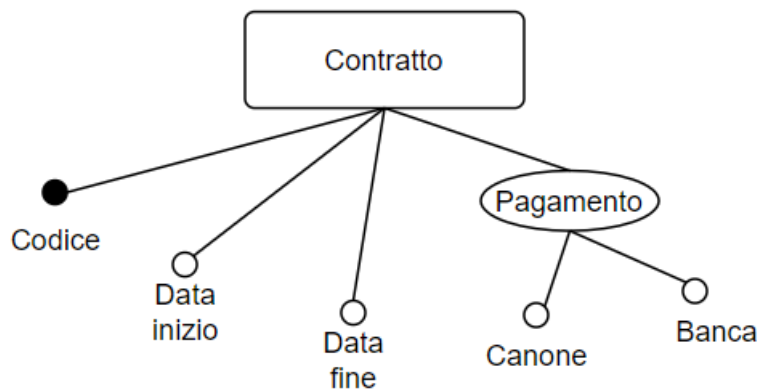 Contratto
Pagamento
Codice
Data
inizio
Data
fine
Canone
Banca